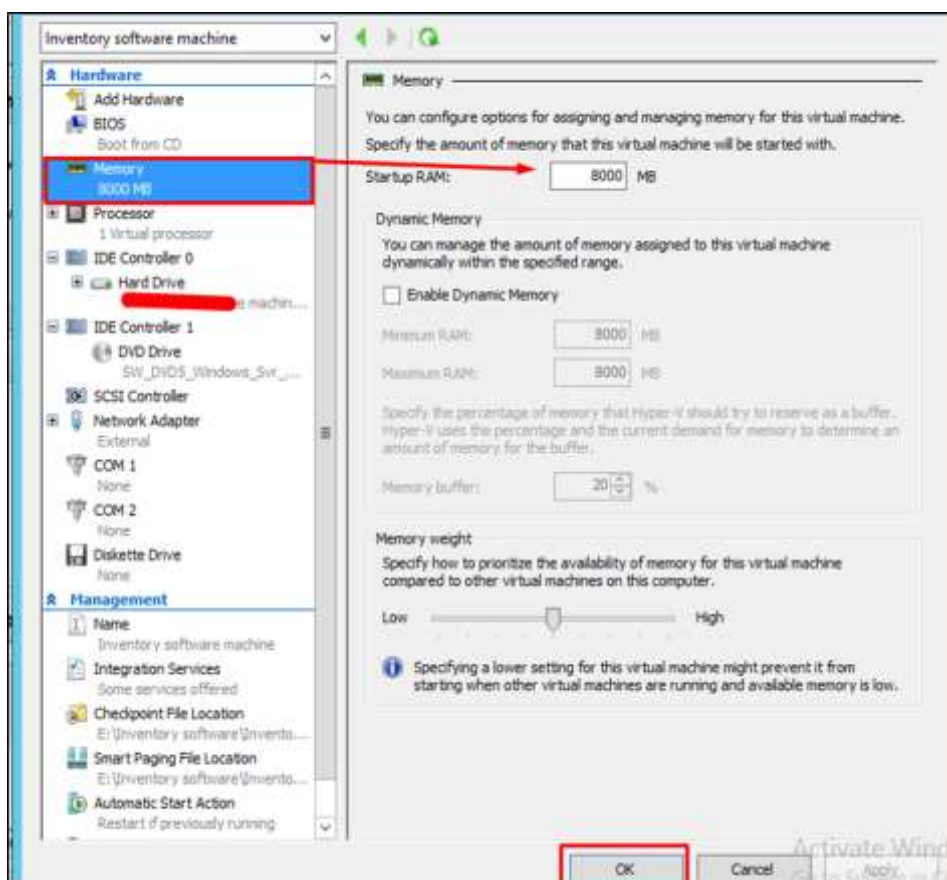 Inventory software machine
Hardware
Add Hardware
BIOS
Boot from CD
Memory
8000 MB
Processor
1 Virtual processor
IDE Controller 0
Hard Drive
e machin...
IDE Controller 1
DVD Drive
SW_DVD5_Windows_Svr_...
SCSI Controller
Network Adapter
External
COM 1
None
COM 2
None
Diskette Drive
None
Management
Name
Inventory software machine
Integration Services
Some services offered
Checkpoint File Location
E:\Inventory software\Invento...
Smart Paging File Location
E:\Inventory software\Invento...
Automatic Start Action
Restart if previously running
Memory
You can configure options for assigning and managing memory for this virtual machine.
Specify the amount of memory that this virtual machine will be started with.
Startup RAM: 8000 MB
Dynamic Memory
You can manage the amount of memory assigned to this virtual machine
dynamically within the specified range.
Enable Dynamic Memory
Minimum RAM: 8000 MB
Maximum RAM: 8000 MB
Specify the percentage of memory that Hyper-V should try to reserve as a buffer.
Hyper-V uses the percentage and the current demand for memory to determine an
amount of memory for the buffer.
Memory buffer: 20 %
Memory weight
Specify how to prioritize the availability of memory for this virtual machine
compared to other virtual machines on this computer.
Low High
Specifying a lower setting for this virtual machine might prevent it from
starting when other virtual machines are running and available memory is low.
Activate Wind
OK Cancel Apply